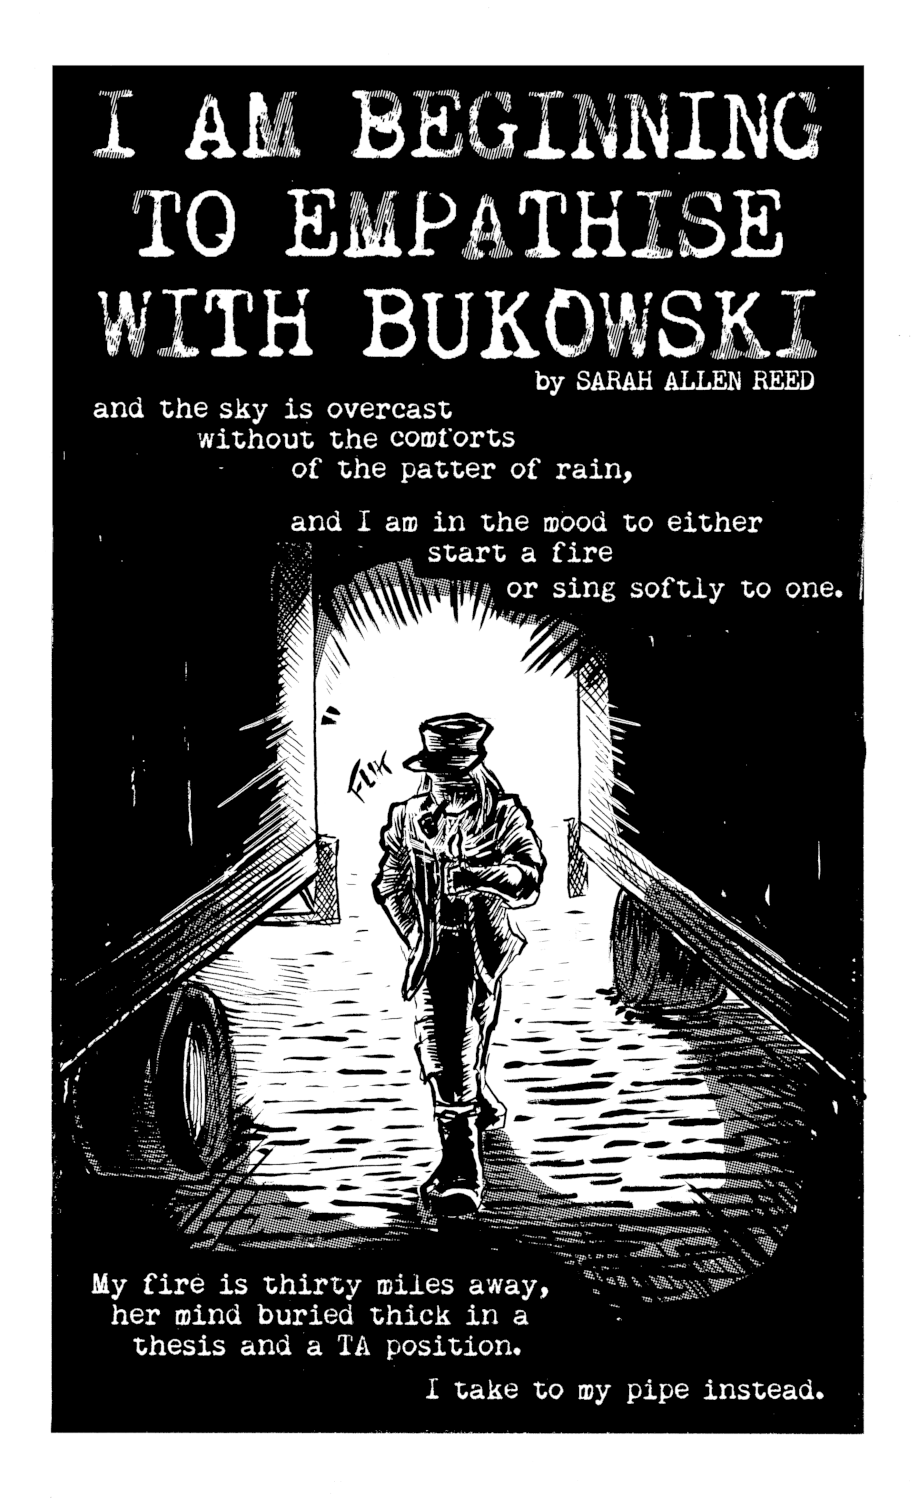 I AM BEGINNING
TO EMPATHISE
WITH BUKOWSKI
by SARAH ALLEN REED
and the sky is overcast
without the comforts
of the patter of rain,
and I am in the mood to either
start a fire
or sing softly to one.
FLIK
My fire is thirty miles away,
her mind buried thick in a
thesis and a TA position.
I take to my pipe instead.